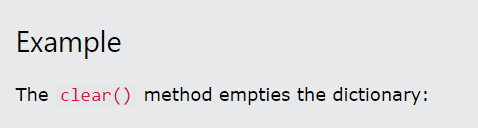 Example
The clear() method empties the dictionary: